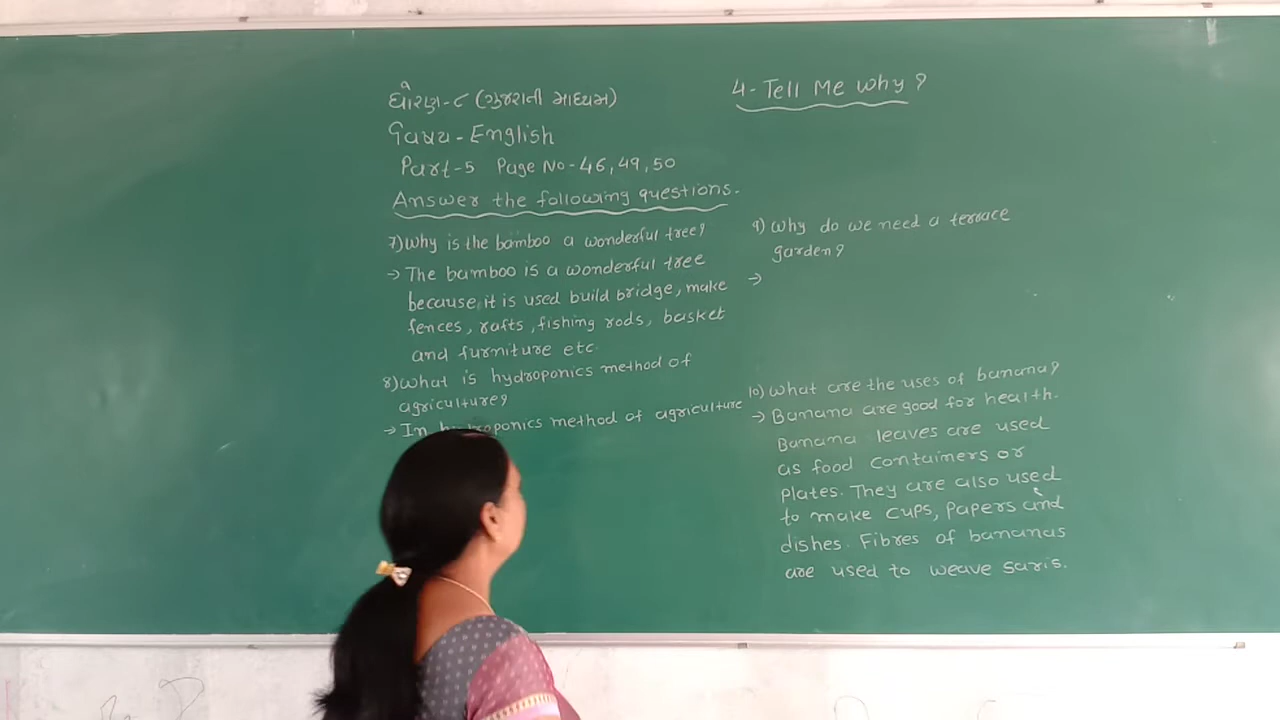 ધોરણ-૮ (ગુજરાતી માધ્યમ)
વિષય - English
Part-5 Page No-46,49,50
Answer the following questions.
7) Why is the bamboo a wonderful tree?
→ The bamboo is a wonderful tree
because it is used build bridge, make
fences, rafts, fishing rods, basket
and furniture etc.
8) What is hydroponics method of
agriculture?
→ In hydroponics method of agriculture
4 - Tell Me Why?
9) Why do we need a terrace
garden?
→
10) What are the uses of banana?
→ Banana are good for health.
Banana leaves are used
as food containers or
plates. They are also used
to make cups, papers and
dishes. Fibres of bananas
are used to weave saris.